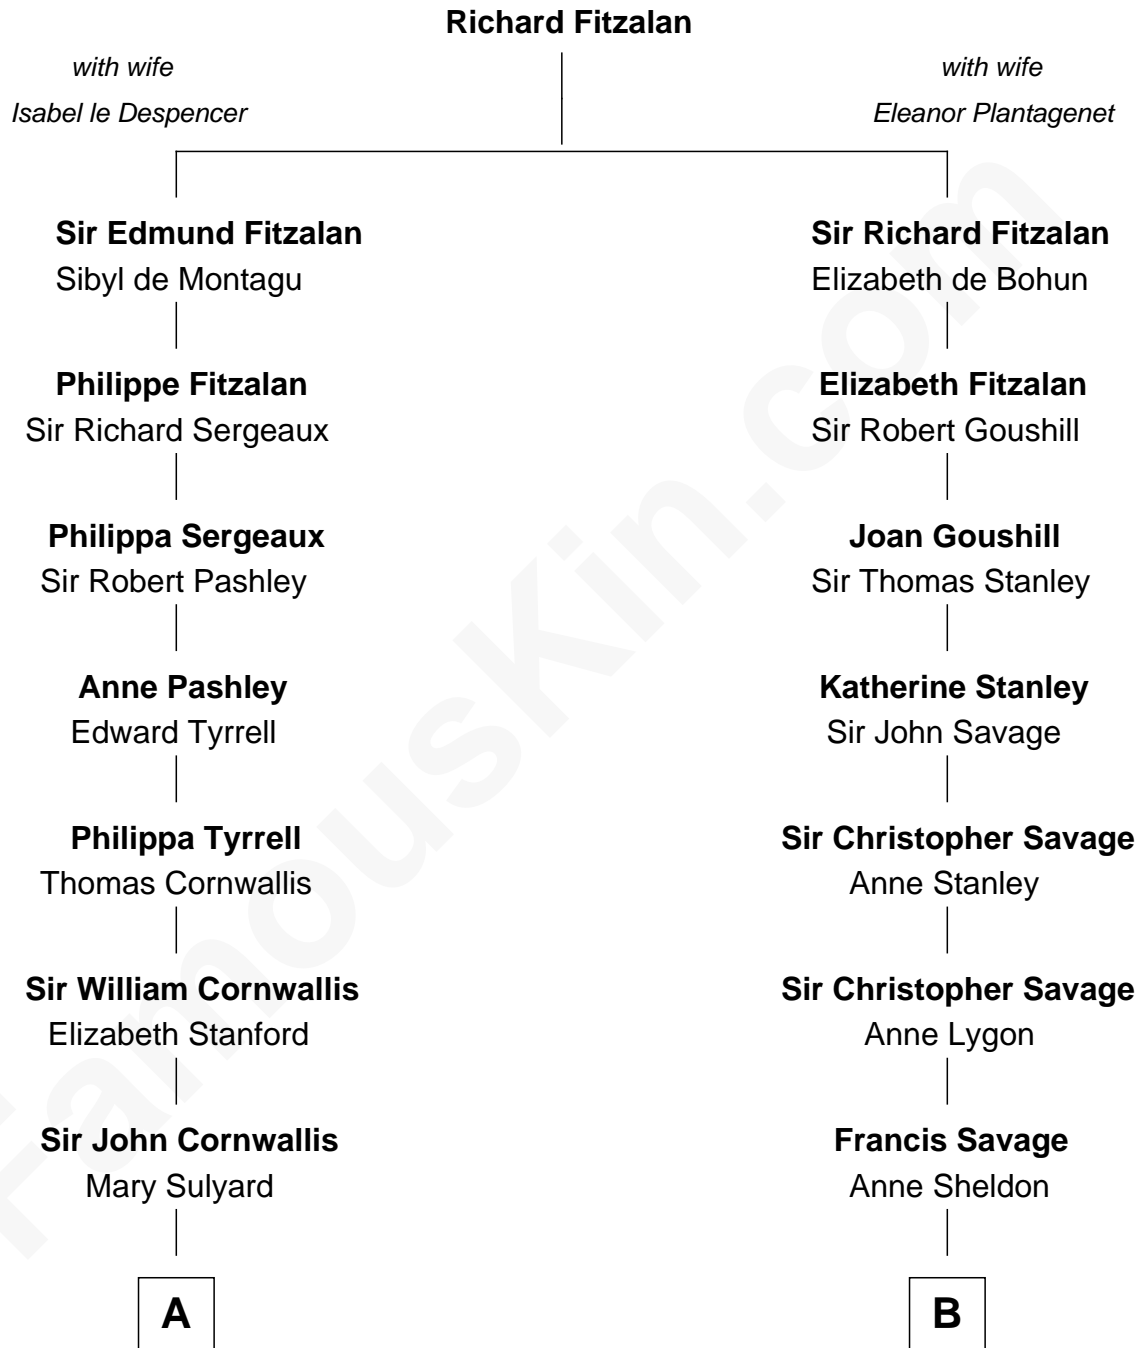 Richard Fitzalan
with wife
Isabel le Despencer
with wife
Eleanor Plantagenet
Sir Edmund Fitzalan
Sibyl de Montagu
Philippe Fitzalan
Sir Richard Sergeaux
Philippa Sergeaux
Sir Robert Pashley
Anne Pashley
Edward Tyrrell
Philippa Tyrrell
Thomas Cornwallis
Sir William Cornwallis
Elizabeth Stanford
Sir John Cornwallis
Mary Sulyard
A
Sir Richard Fitzalan
Elizabeth de Bohun
Elizabeth Fitzalan
Sir Robert Goushill
Joan Goushill
Sir Thomas Stanley
Katherine Stanley
Sir John Savage
Sir Christopher Savage
Anne Stanley
Sir Christopher Savage
Anne Lygon
Francis Savage
Anne Sheldon
B
FamousKin.com